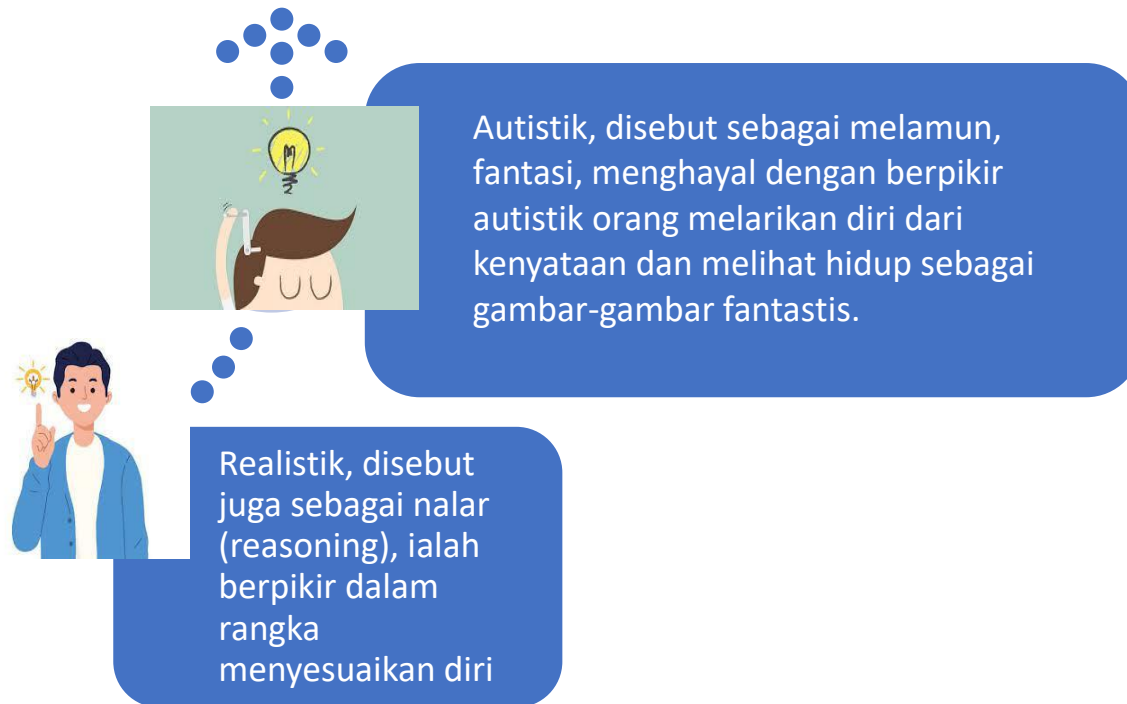 Autistik, disebut sebagai melamun,
fantasi, menghayal dengan berpikir
autistik orang melarikan diri dari
kenyataan dan melihat hidup sebagai
gambar-gambar fantastis.
Realistik, disebut
juga sebagai nalar
(reasoning), ialah
berpikir dalam
rangka
menyesuaikan diri